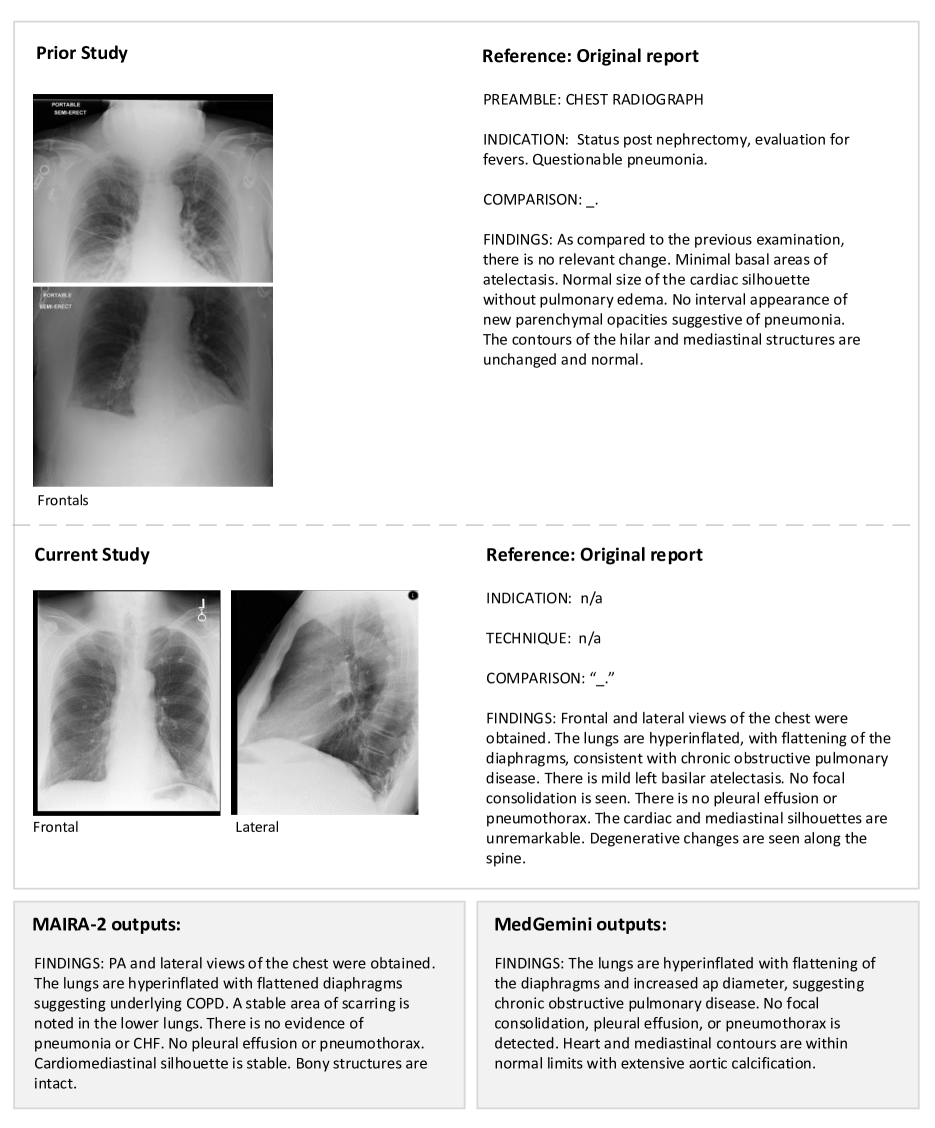 Prior Study
PORTABLE
SEMI-ERECT
PORTABLE
SEMI-ERECT
Frontals
Reference: Original report
PREAMBLE: CHEST RADIOGRAPH
INDICATION:  Status post nephrectomy, evaluation for
fevers. Questionable pneumonia.
COMPARISON: _.
FINDINGS: As compared to the previous examination,
there is no relevant change. Minimal basal areas of
atelectasis. Normal size of the cardiac silhouette
without pulmonary edema. No interval appearance of
new parenchymal opacities suggestive of pneumonia.
The contours of the hilar and mediastinal structures are
unchanged and normal.
Current Study
L
Frontal
Lateral
Reference: Original report
INDICATION:  n/a
TECHNIQUE:  n/a
COMPARISON: “_.”
FINDINGS: Frontal and lateral views of the chest were
obtained. The lungs are hyperinflated, with flattening of the
diaphragms, consistent with chronic obstructive pulmonary
disease. There is mild left basilar atelectasis. No focal
consolidation is seen. There is no pleural effusion or
pneumothorax. The cardiac and mediastinal silhouettes are
unremarkable. Degenerative changes are seen along the
spine.
MAIRA-2 outputs:
FINDINGS: PA and lateral views of the chest were obtained.
The lungs are hyperinflated with flattened diaphragms
suggesting underlying COPD. A stable area of scarring is
noted in the lower lungs. There is no evidence of
pneumonia or CHF. No pleural effusion or pneumothorax.
Cardiomediastinal silhouette is stable. Bony structures are
intact.
MedGemini outputs:
FINDINGS: The lungs are hyperinflated with flattening of
the diaphragms and increased ap diameter, suggesting
chronic obstructive pulmonary disease. No focal
consolidation, pleural effusion, or pneumothorax is
detected. Heart and mediastinal contours are within
normal limits with extensive aortic calcification.